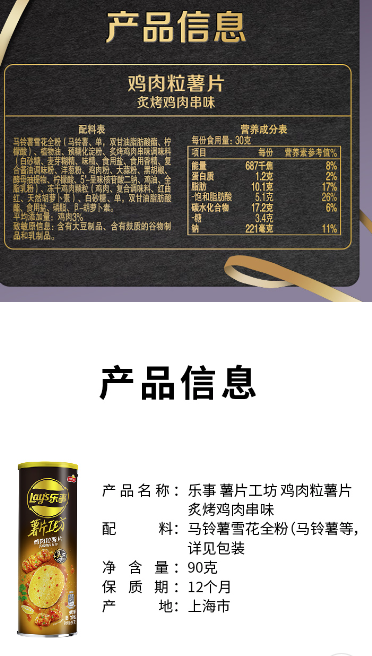 产品信息
鸡肉粒薯片
炙烤鸡肉串味
配料表
马铃薯雪花全粉（马铃薯、单，双甘油脂肪酸酯、柠
檬酸）、植物油、预糊化淀粉、炙烤鸡肉串味调味料
（白砂糖、麦芽糊精、味精、食用盐、食用香精、复
合酱油调味粉、洋葱粉、鸡肉粉、大蒜粉、黑胡椒、
酵母抽提物、柠檬酸、5'-呈味核苷酸二钠、鸡油、全
脂乳粉）、冻干鸡肉颗粒（鸡肉、复合调味料、红曲
红、天然胡萝卜素）、白砂糖、单，双甘油脂肪酸
酯、食用盐、磷脂、β-胡萝卜素。
平均添加量：鸡肉3%
致敏原信息：含有大豆制品、含有麸质的谷物制
品和乳制品。
营养成分表
每份食用量：30克
项目 每份 营养素参考值%
能量 667千焦 8%
蛋白质 1.2克 2%
脂肪 10.1克 17%
-饱和脂肪酸 5.1克 26%
碳水化合物 17.2克 6%
-糖 3.4克
钠 221毫克 11%
产品信息
Lay's乐事
薯片工坊
鸡肉粒薯片
产品名称：乐事 薯片工坊 鸡肉粒薯片
炙烤鸡肉串味
配料：马铃薯雪花全粉（马铃薯等，
详见包装
净含量：90克
保质期：12个月
产地：上海市